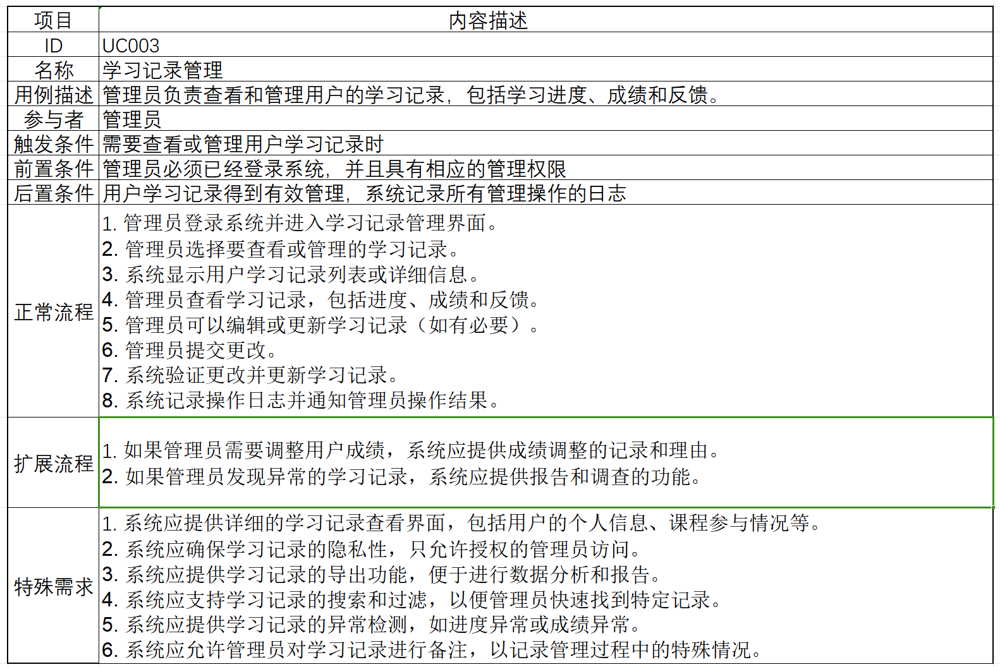 项目 内容描述
ID UC003
名称 学习记录管理
用例描述 管理员负责查看和管理用户的学习记录，包括学习进度、成绩和反馈。
参与者 管理员
触发条件 需要查看或管理用户学习记录时
前置条件 管理员必须已经登录系统，并且具有相应的管理权限
后置条件 用户学习记录得到有效管理，系统记录所有管理操作的日志
正常流程
1. 管理员登录系统并进入学习记录管理界面。
2. 管理员选择要查看或管理的学习记录。
3. 系统显示用户学习记录列表或详细信息。
4. 管理员查看学习记录，包括进度、成绩和反馈。
5. 管理员可以编辑或更新学习记录（如有必要）。
6. 管理员提交更改。
7. 系统验证更改并更新学习记录。
8. 系统记录操作日志并通知管理员操作结果。
扩展流程
1. 如果管理员需要调整用户成绩，系统应提供成绩调整的记录和理由。
2. 如果管理员发现异常的学习记录，系统应提供报告和调查的功能。
特殊需求
1. 系统应提供详细的学习记录查看界面，包括用户的个人信息、课程参与情况等。
2. 系统应确保学习记录的隐私性，只允许授权的管理员访问。
3. 系统应提供学习记录的导出功能，便于进行数据分析和报告。
4. 系统应支持学习记录的搜索和过滤，以便管理员快速找到特定记录。
5. 系统应提供学习记录的异常检测，如进度异常或成绩异常。
6. 系统应允许管理员对学习记录进行备注，以记录管理过程中的特殊情况。